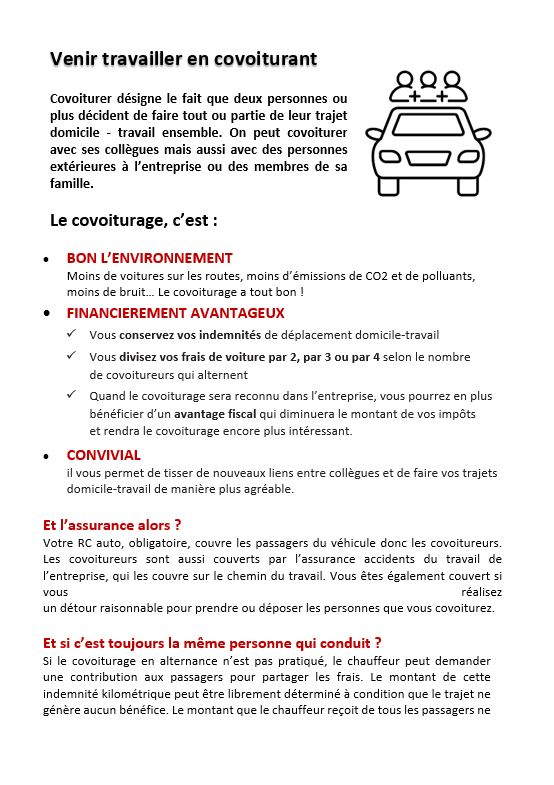 Venir travailler en covoiturant
Covoiturer désigne le fait que deux personnes ou
plus décident de faire tout ou partie de leur trajet
domicile - travail ensemble. On peut covoiturer
avec ses collègues mais aussi avec des personnes
extérieures à l’entreprise ou des membres de sa
famille.
Le covoiturage, c’est :
• BON L’ENVIRONNEMENT
Moins de voitures sur les routes, moins d’émissions de CO2 et de polluants,
moins de bruit… Le covoiturage a tout bon !
• FINANCIEREMENT AVANTAGEUX
✓ Vous conservez vos indemnités de déplacement domicile-travail
✓ Vous divisez vos frais de voiture par 2, par 3 ou par 4 selon le nombre
de covoitureurs qui alternent
✓ Quand le covoiturage sera reconnu dans l’entreprise, vous pourrez en plus
bénéficier d’un avantage fiscal qui diminuera le montant de vos impôts
et rendra le covoiturage encore plus intéressant.
• CONVIVIAL
il vous permet de tisser de nouveaux liens entre collègues et de faire vos trajets
domicile-travail de manière plus agréable.
Et l’assurance alors ?
Votre RC auto, obligatoire, couvre les passagers du véhicule donc les covoitureurs.
Les covoitureurs sont aussi couverts par l’assurance accidents du travail de
l’entreprise, qui les couvre sur le chemin du travail. Vous êtes également couvert si
vous réalisez
un détour raisonnable pour prendre ou déposer les personnes que vous covoiturez.
Et si c’est toujours la même personne qui conduit ?
Si le covoiturage en alternance n’est pas pratiqué, le chauffeur peut demander
une contribution aux passagers pour partager les frais. Le montant de cette
indemnité kilométrique peut être librement déterminé à condition que le trajet ne
génère aucun bénéfice. Le montant que le chauffeur reçoit de tous les passagers ne